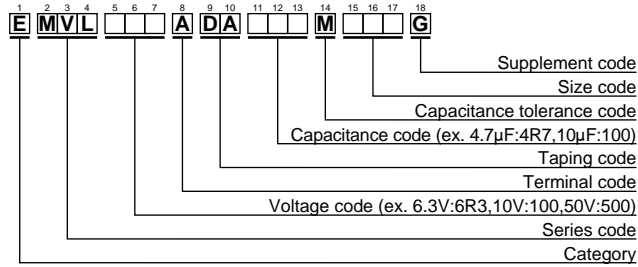 1 2 3 4 5 6 7 8 9 10 11 12 13 14 15 16 17 18
E M V L A D A M G
Supplement code
Size code
Capacitance tolerance code
Capacitance code (ex. 4.7µF:4R7,10µF:100)
Taping code
Terminal code
Voltage code (ex. 6.3V:6R3,10V:100,50V:500)
Series code
Category